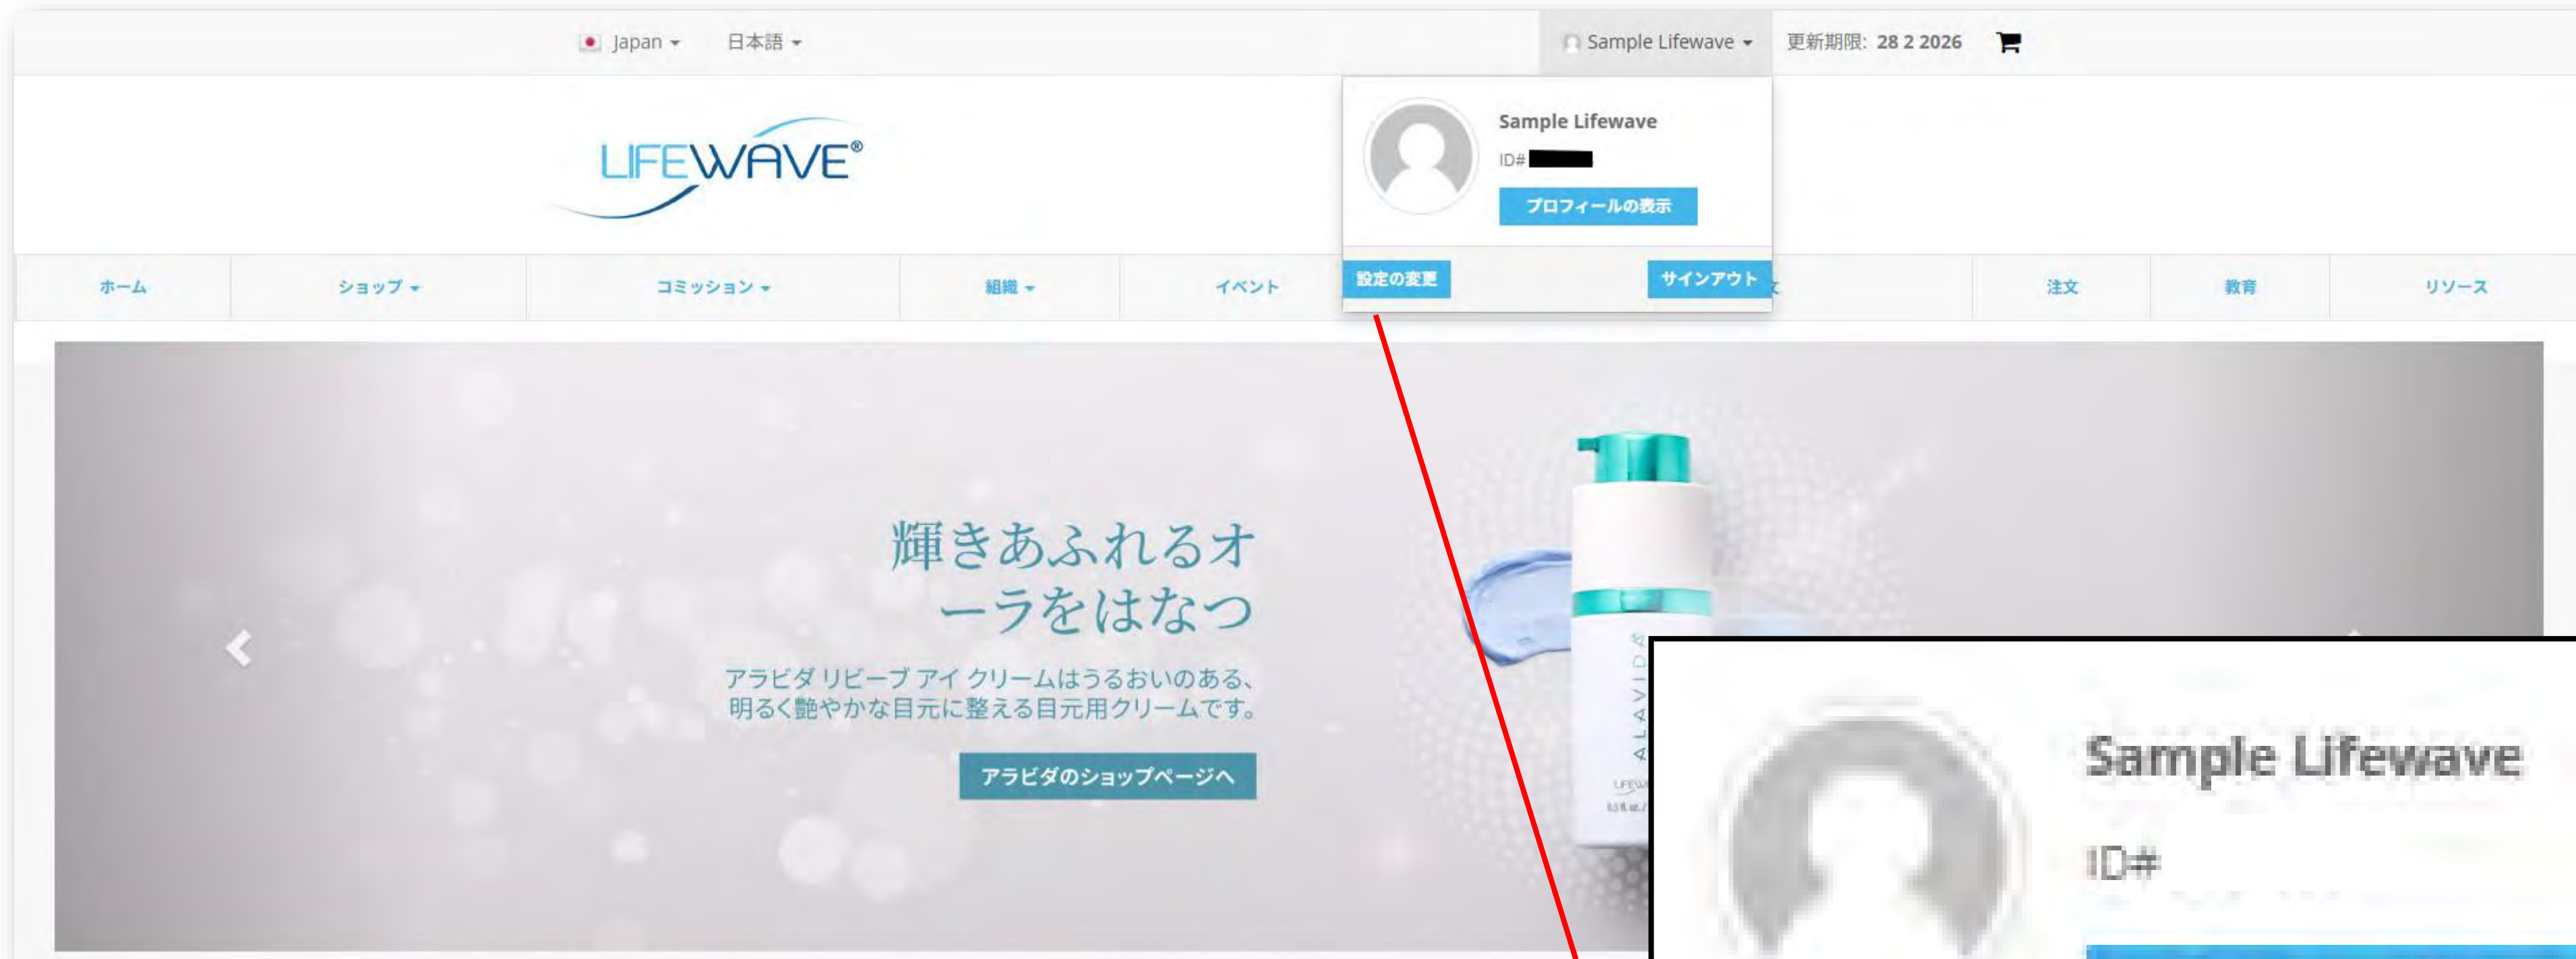 Japan
日本語
Sample Lifewave
更新期限: 28 2 2026
LIFEWAVE®
Sample Lifewave
ID#
プロフィールの表示
設定の変更
サインアウト
ホーム
ショップ
コミッション
組織
イベント
注文
教育
リソース
輝きあふれるオ
ーラをはなつ
アラビダ リビーブ アイ クリームはうるおいのある、
明るく艶やかな目元に整える目元用クリームです。
アラビダのショップページへ
ALAVIDA
Sample Lifewave
ID#